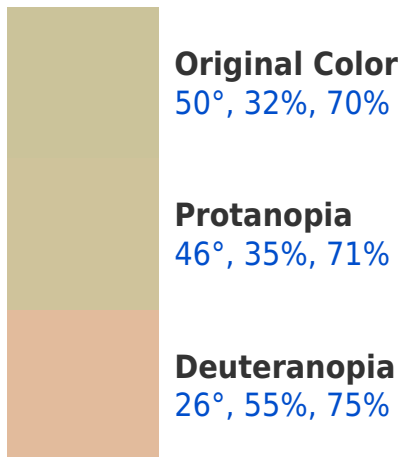 Original Color
50°, 32%, 70%
Protanopia
46°, 35%, 71%
Deuteranopia
26°, 55%, 75%